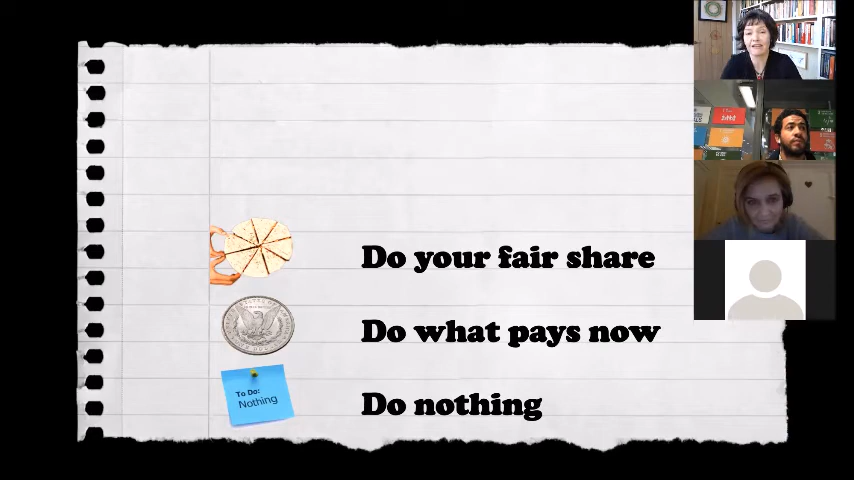 Do your fair share
Do what pays now
To Do:
Nothing
Do nothing